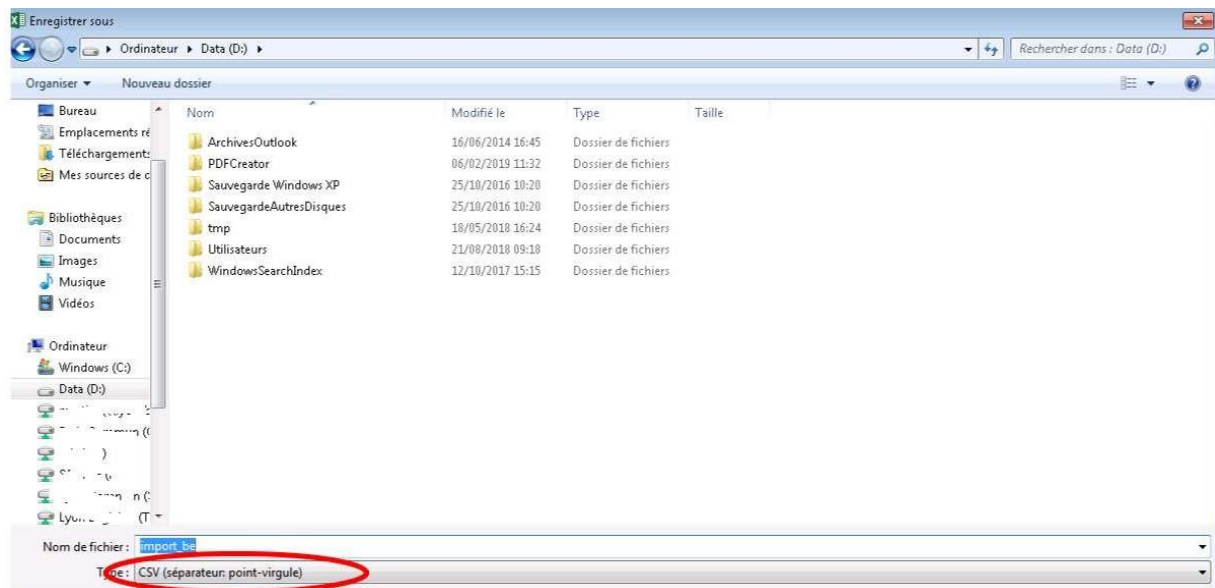 Enregistrer sous
Ordinateur ▸ Data (D:) ▸
Rechercher dans : Data (D:)
Organiser Nouveau dossier
Bureau
Emplacements ré
Téléchargements
Mes sources de c
Bibliothèques
Documents
Images
Musique
Vidéos
Ordinateur
Windows (C:)
Data (D:)
Nom Modifié le Type Taille
ArchivesOutlook 16/06/2014 16:45 Dossier de fichiers
PDFCreator 06/02/2019 11:32 Dossier de fichiers
Sauvegarde Windows XP 25/10/2016 10:20 Dossier de fichiers
SauvegardeAutresDisques 25/10/2016 10:20 Dossier de fichiers
tmp 18/05/2018 16:24 Dossier de fichiers
Utilisateurs 21/08/2018 09:18 Dossier de fichiers
WindowsSearchIndex 12/10/2017 15:15 Dossier de fichiers
Nom de fichier : import_be
Type : CSV (séparateur: point-virgule)